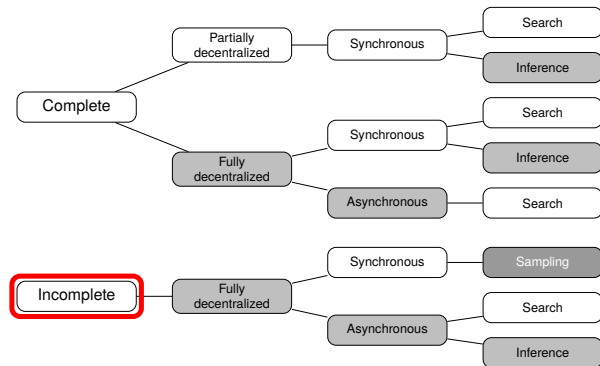 Partially
decentralized
Synchronous
Search
Inference
Complete
Fully
decentralized
Synchronous
Search
Inference
Asynchronous
Search
Incomplete
Fully
decentralized
Synchronous
Sampling
Asynchronous
Search
Inference